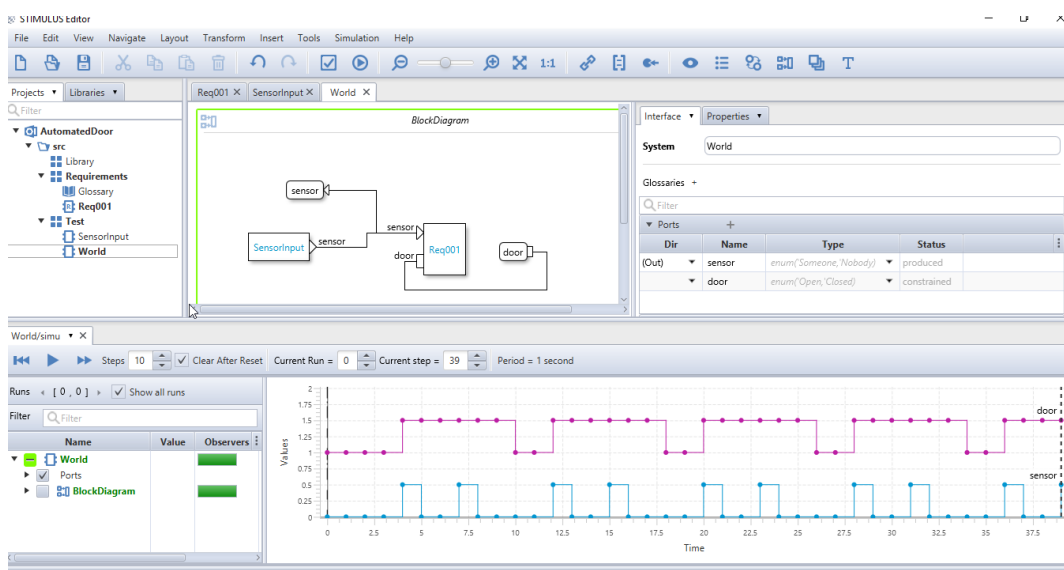 STIMULUS Editor
File Edit View Navigate Layout Transform Insert Tools Simulation Help
1:1 T
Projects Libraries
Req001 SensorInput World
Filter
AutomatedDoor
src
Library
Requirements
Glossary
Req001
Test
SensorInput
World
BlockDiagram
sensor
sensor
SensorInput sensor
door Req001 door
Interface Properties
System World
Glossaries +
Filter
Ports +
Dir Name Type Status
(Out) sensor enum('Someone,'Nobody) produced
door enum('Open,'Closed) constrained
World/simu
Steps 10 Clear After Reset Current Run = 0 Current step = 39 Period = 1 second
Runs [ 0 , 0 ] Show all runs
Filter Filter
Name Value Observers
World
Ports
BlockDiagram
2
1.75
1.5
1.25
1
0.75
0.5
0.25
0
Values
door
sensor
0 2.5 5 7.5 10 12.5 15 17.5 20 22.5 25 27.5 30 32.5 35 37.5
Time